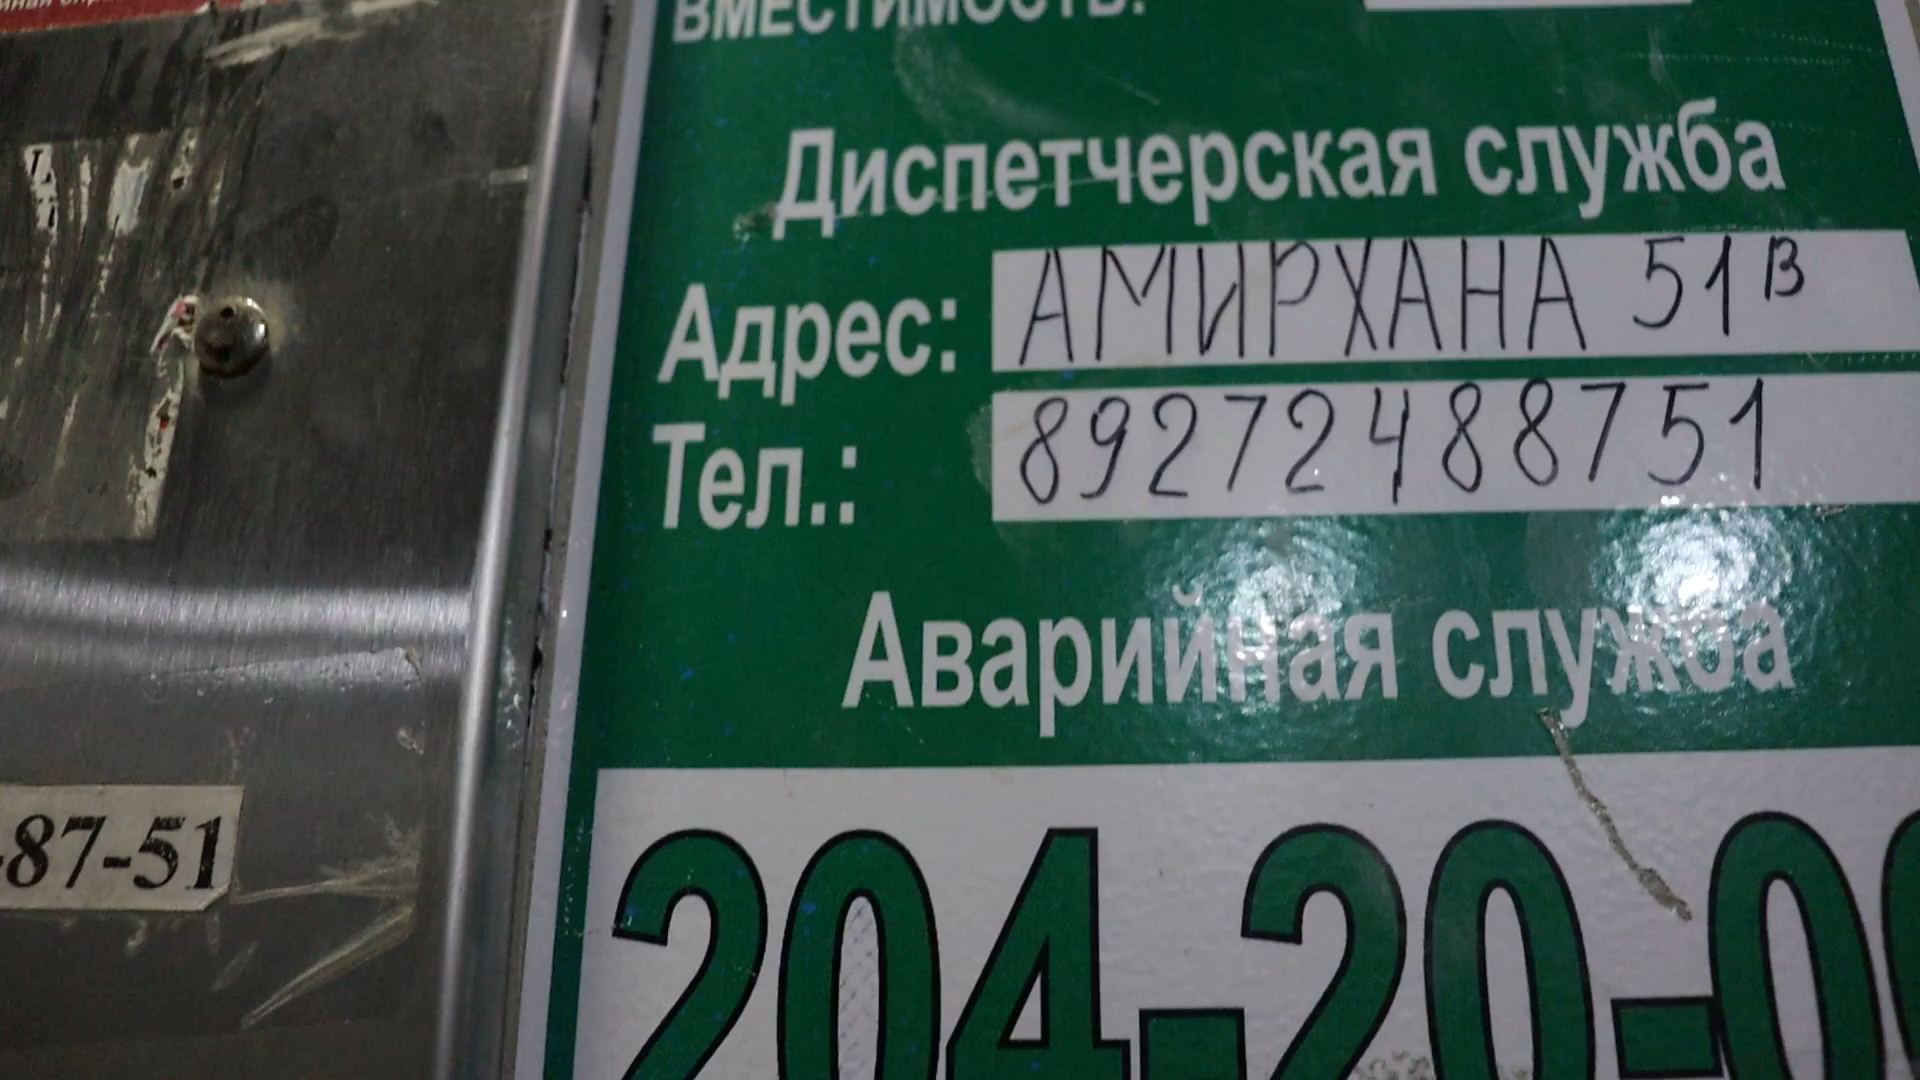 ВМЕСТИМОСТЬ:
Диспетчерская служба
Адрес: АМИРХАНА 51В
Тел.: 89272488751
Аварийная служба
204-20-0
-87-51